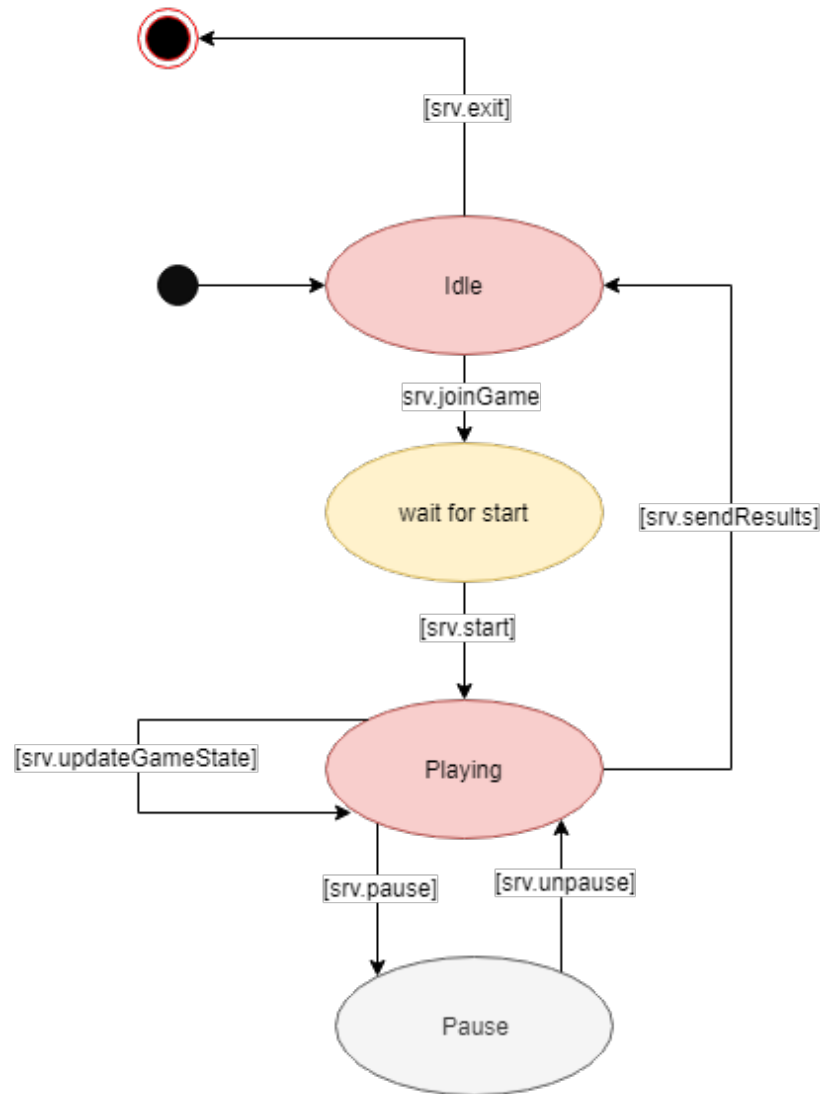 [srv.exit]
Idle
srv.joinGame
wait for start
[srv.sendResults]
[srv.start]
[srv.updateGameState]
Playing
[srv.pause]
[srv.unpause]
Pause